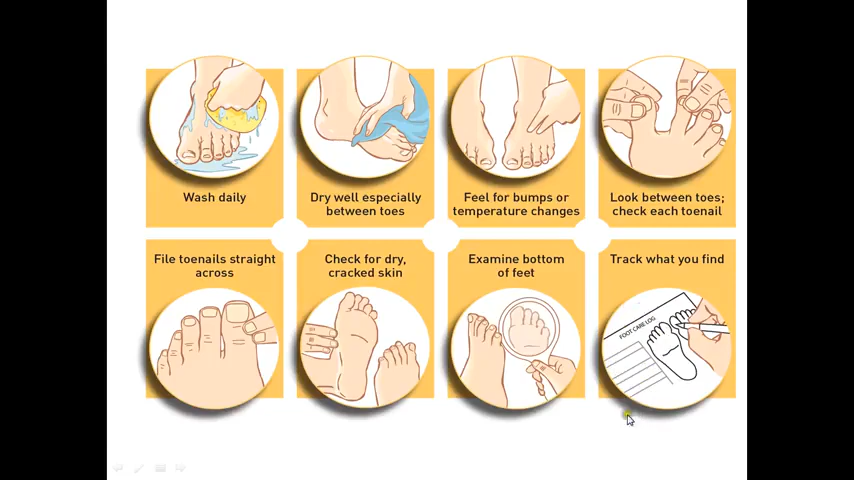 Wash daily
Dry well especially
between toes
Feel for bumps or
temperature changes
Look between toes;
check each toenail
File toenails straight
across
Check for dry,
cracked skin
Examine bottom
of feet
Track what you find
FOOT CARE LOG